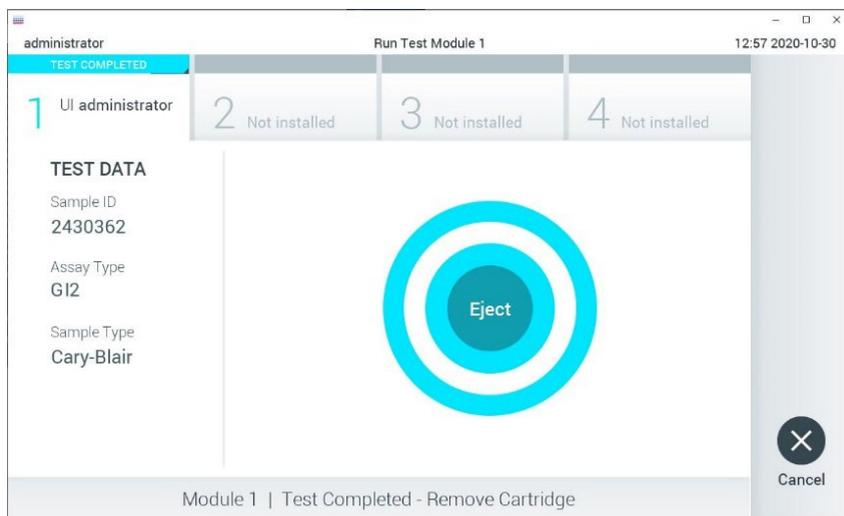 administrator Run Test Module 1 12:57 2020-10-30
TEST COMPLETED
1 UI administrator
2 Not installed
3 Not installed
4 Not installed
TEST DATA
Sample ID
2430362
Assay Type
GI2
Sample Type
Cary-Blair
Eject
Cancel
Module 1 | Test Completed - Remove Cartridge